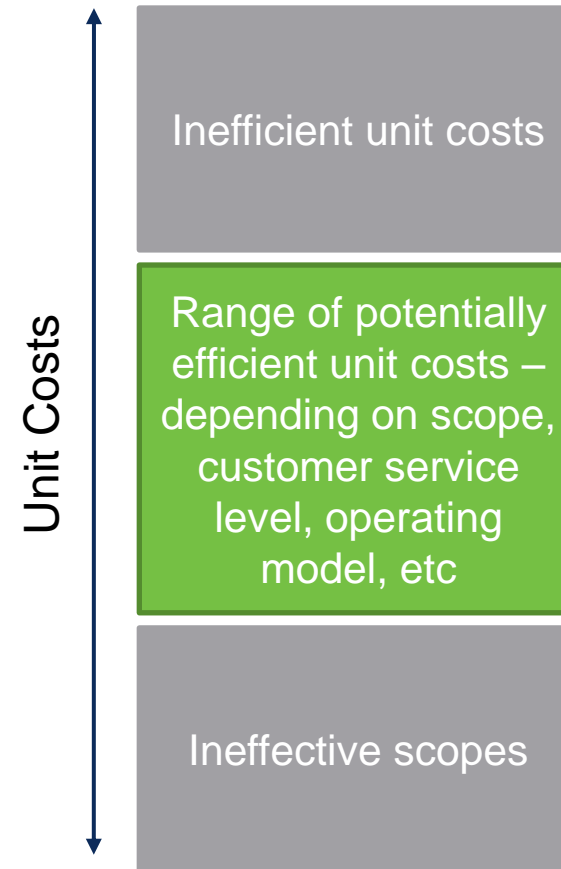 Unit Costs
Inefficient unit costs
Range of potentially
efficient unit costs –
depending on scope,
customer service
level, operating
model, etc
Ineffective scopes